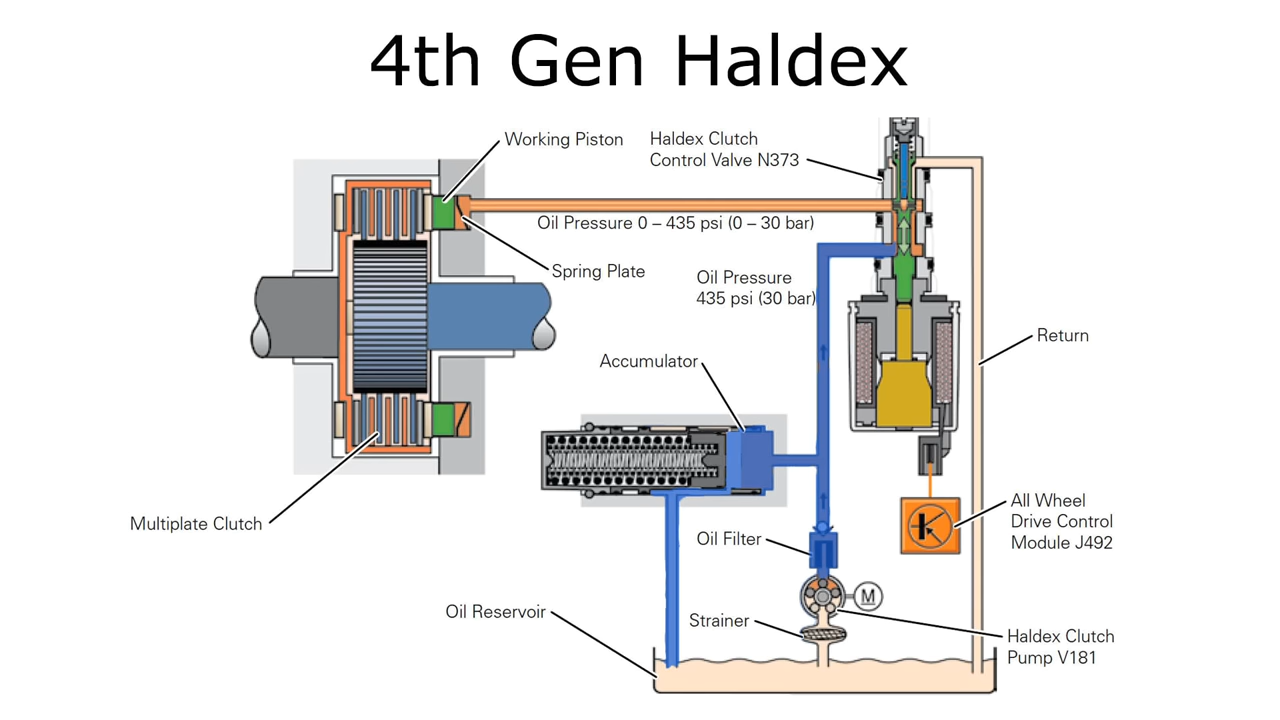 4th Gen Haldex
Working Piston
Haldex Clutch
Control Valve N373
Oil Pressure 0 – 435 psi (0 – 30 bar)
Spring Plate
Oil Pressure
435 psi (30 bar)
Return
Accumulator
Multiplate Clutch
All Wheel
Drive Control
Module J492
Oil Filter
M
Oil Reservoir
Strainer
Haldex Clutch
Pump V181